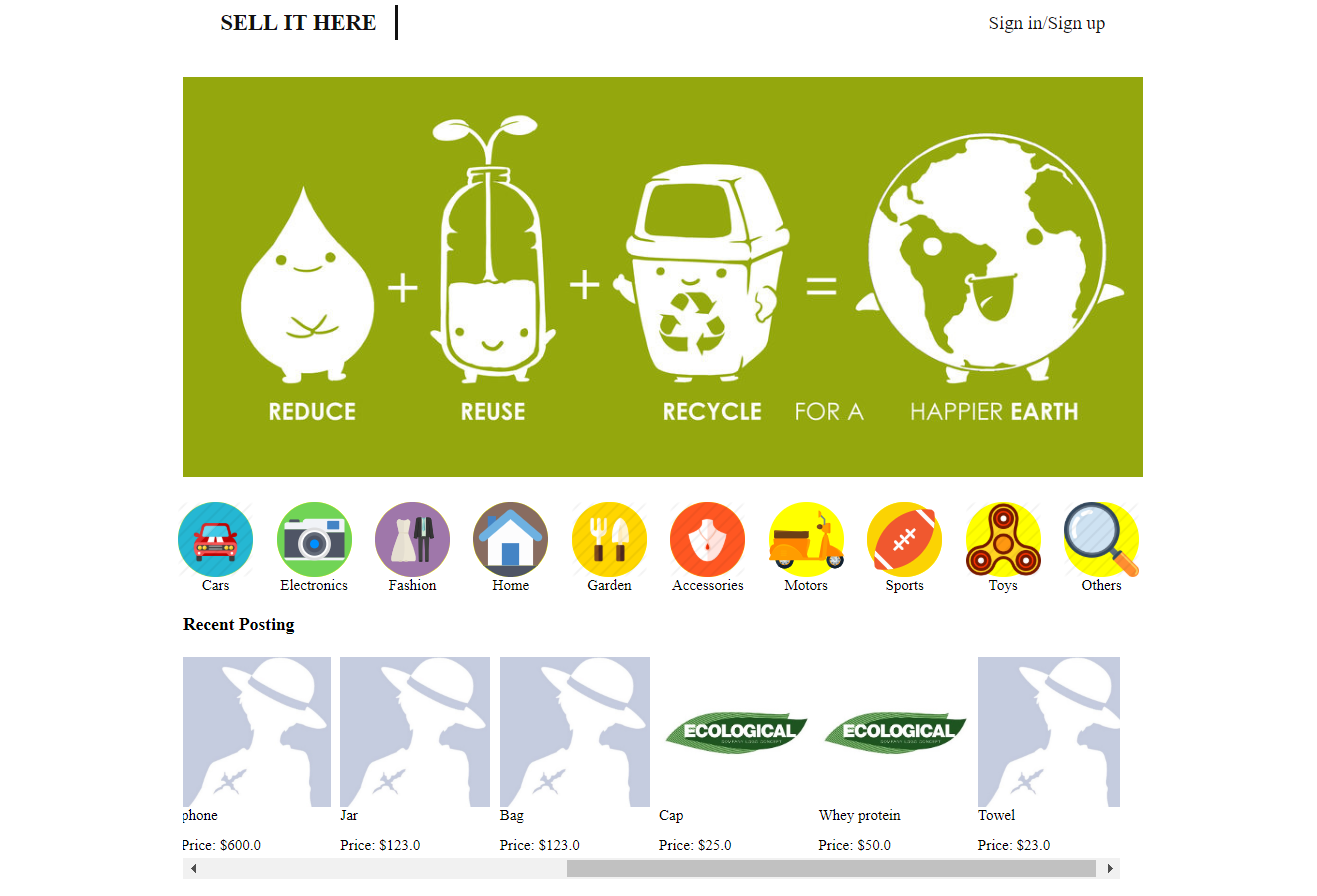 SELL IT HERE
Sign in/Sign up
+ + =
REDUCE REUSE RECYCLE FOR A HAPPIER EARTH
Cars Electronics Fashion Home Garden Accessories Motors Sports Toys Others
Recent Posting
ECOLOGICAL ECOLOGICAL
phone Jar Bag Cap Whey protein Towel
Price: $600.0 Price: $123.0 Price: $123.0 Price: $25.0 Price: $50.0 Price: $23.0